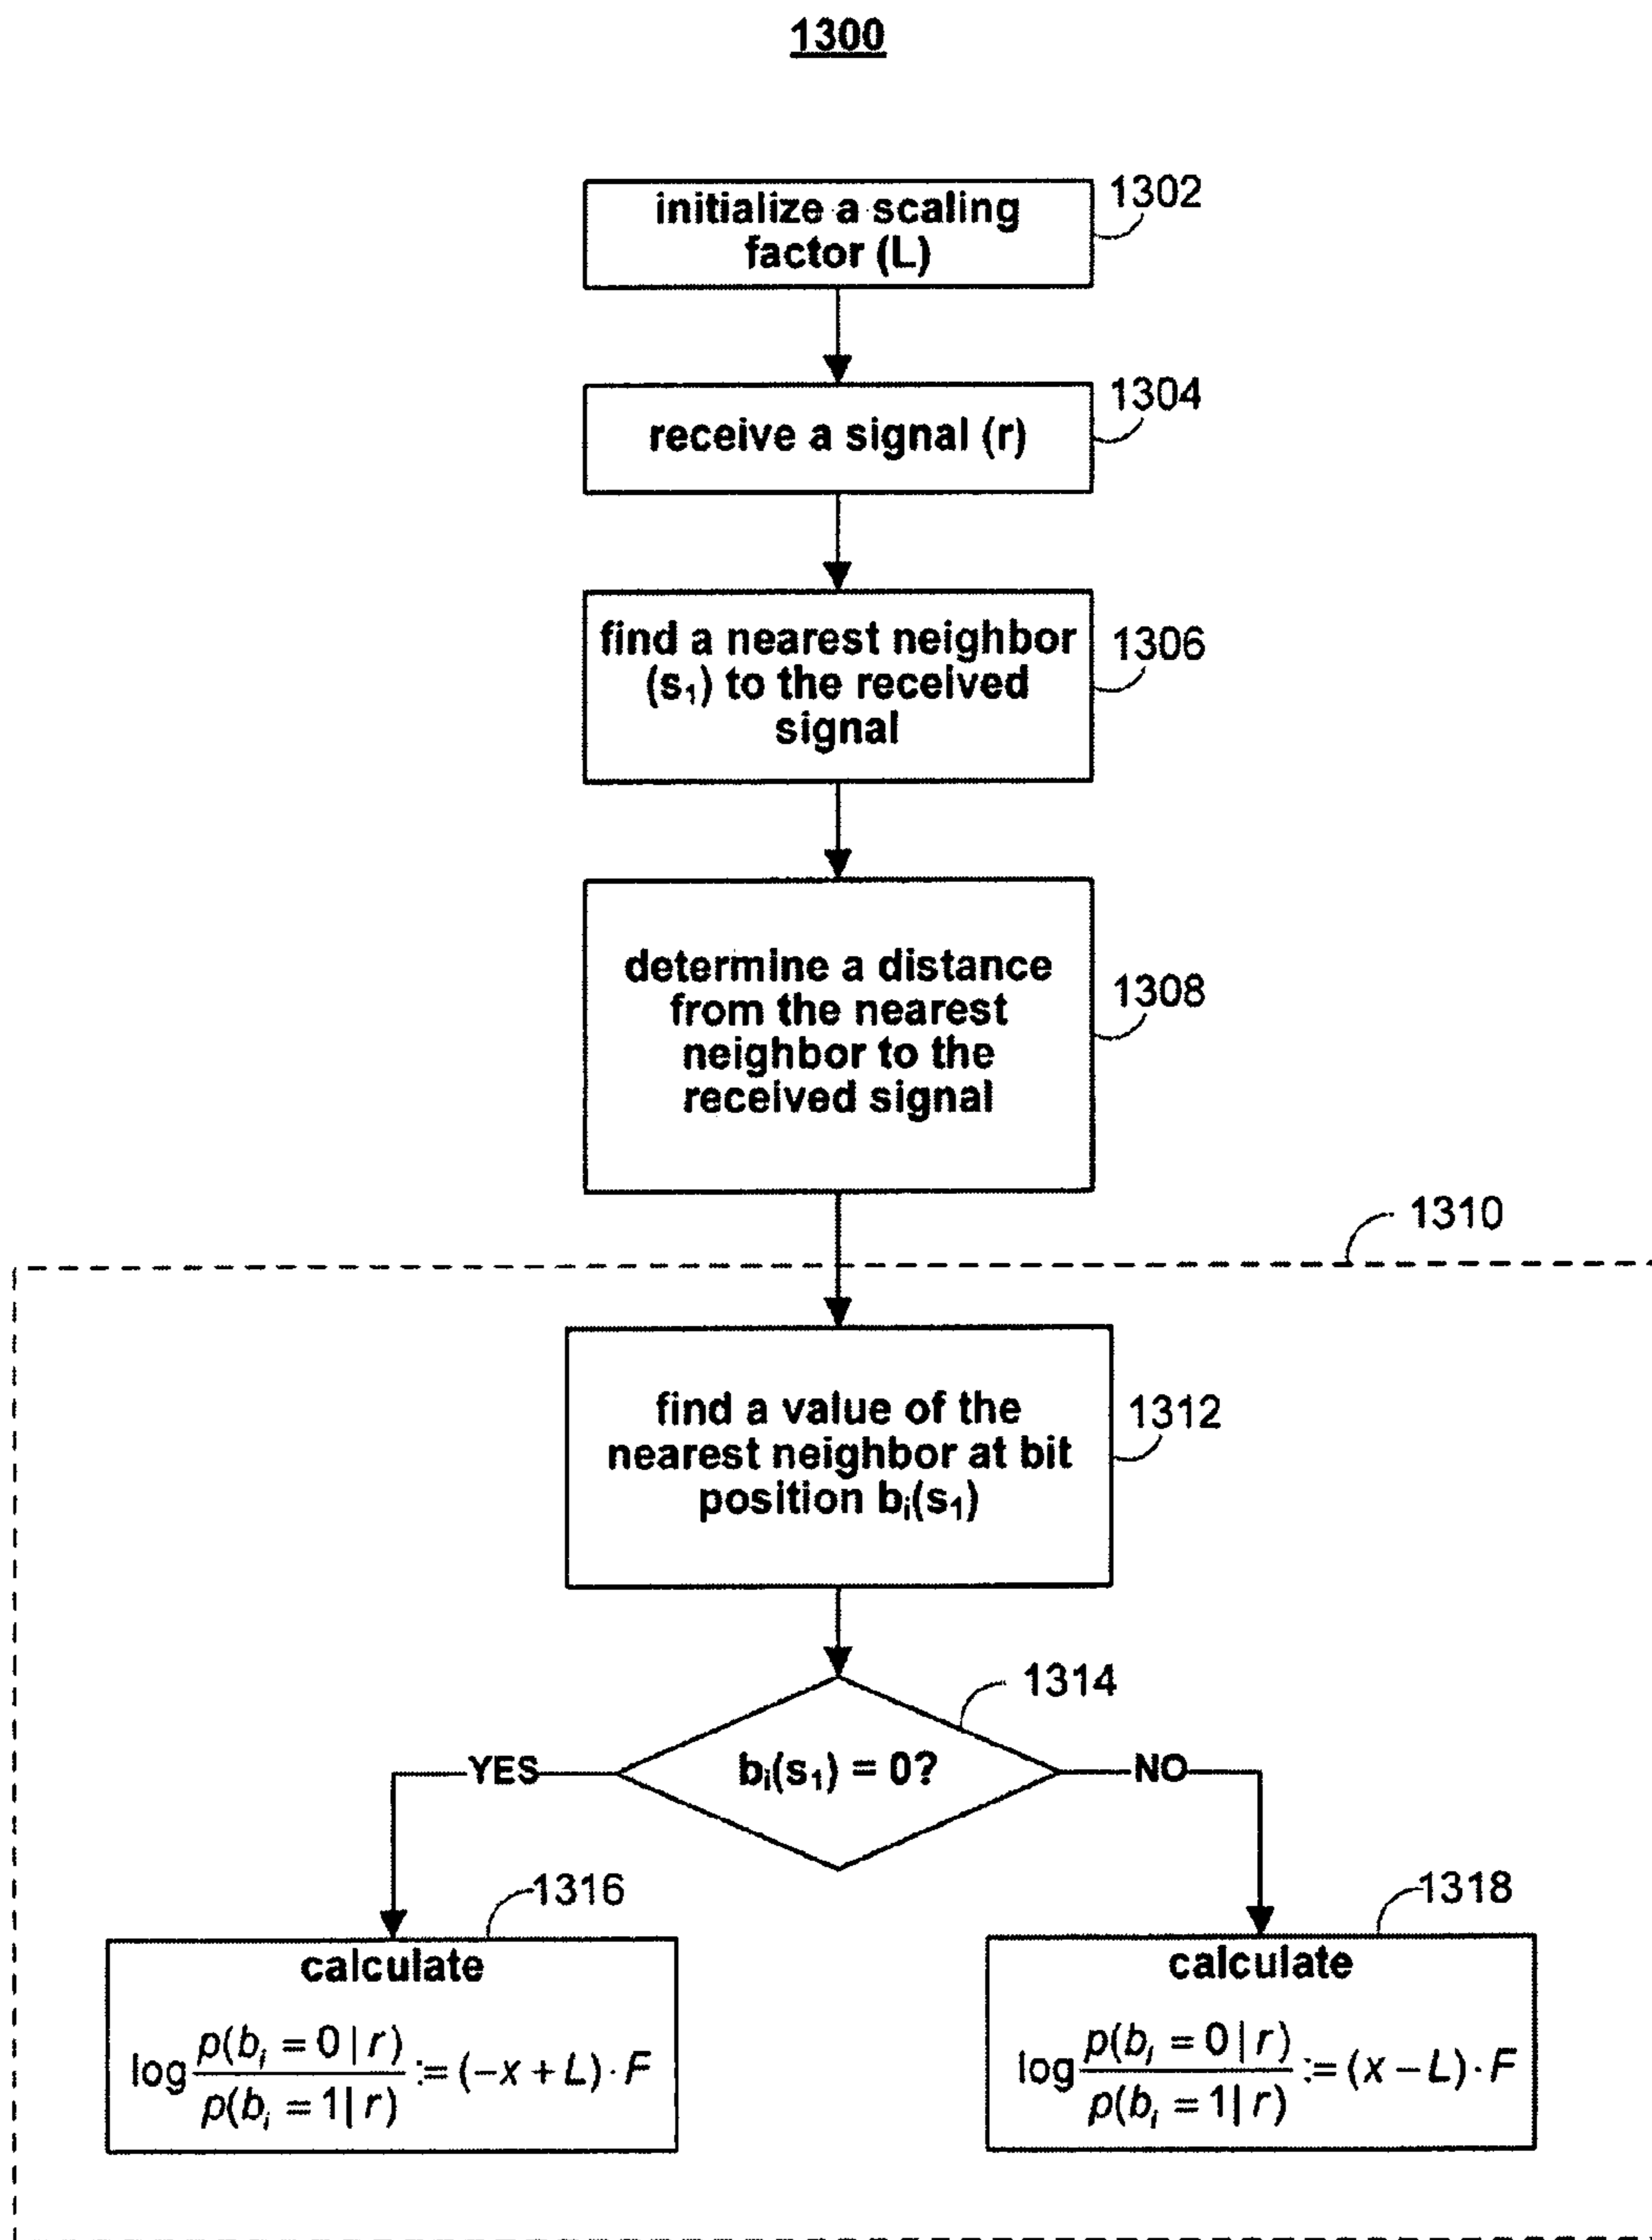 1300
initialize a scaling
factor (L)
1302
receive a signal (r)
1304
find a nearest neighbor
(s₁) to the received
signal
1306
determine a distance
from the nearest
neighbor to the
received signal
1308
1310
find a value of the
nearest neighbor at bit
position bᵢ(s₁)
1312
1314
YES
bᵢ(s₁) = 0?
NO
1316
calculate
log p(bᵢ = 0 | r) / p(bᵢ = 1 | r) := (-x + L) · F
1318
calculate
log p(bᵢ = 0 | r) / p(bᵢ = 1 | r) := (x − L) · F